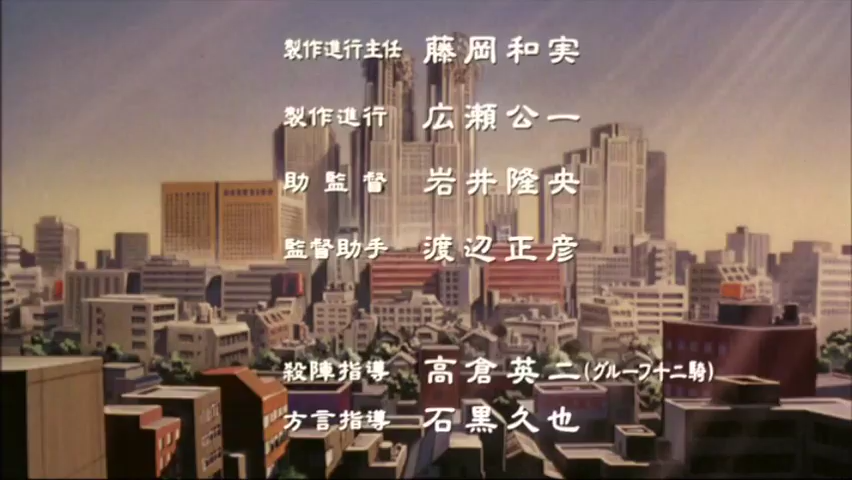 製作進行主任 藤岡和実
製作進行 広瀬公一
助監督 岩井隆央
監督助手 渡辺正彦
殺陣指導 高倉英二(グループ十二騎)
方言指導 石黒久也